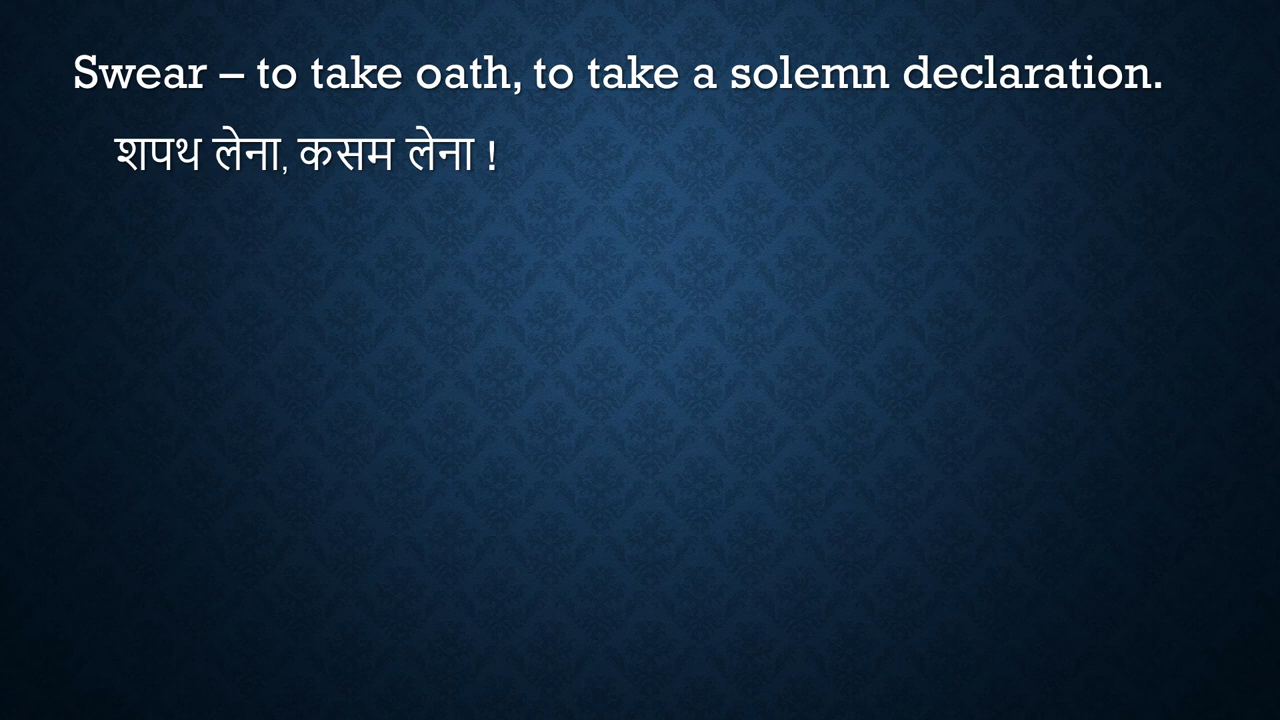 Swear – to take oath, to take a solemn declaration.
शपथ लेना, कसम लेना !